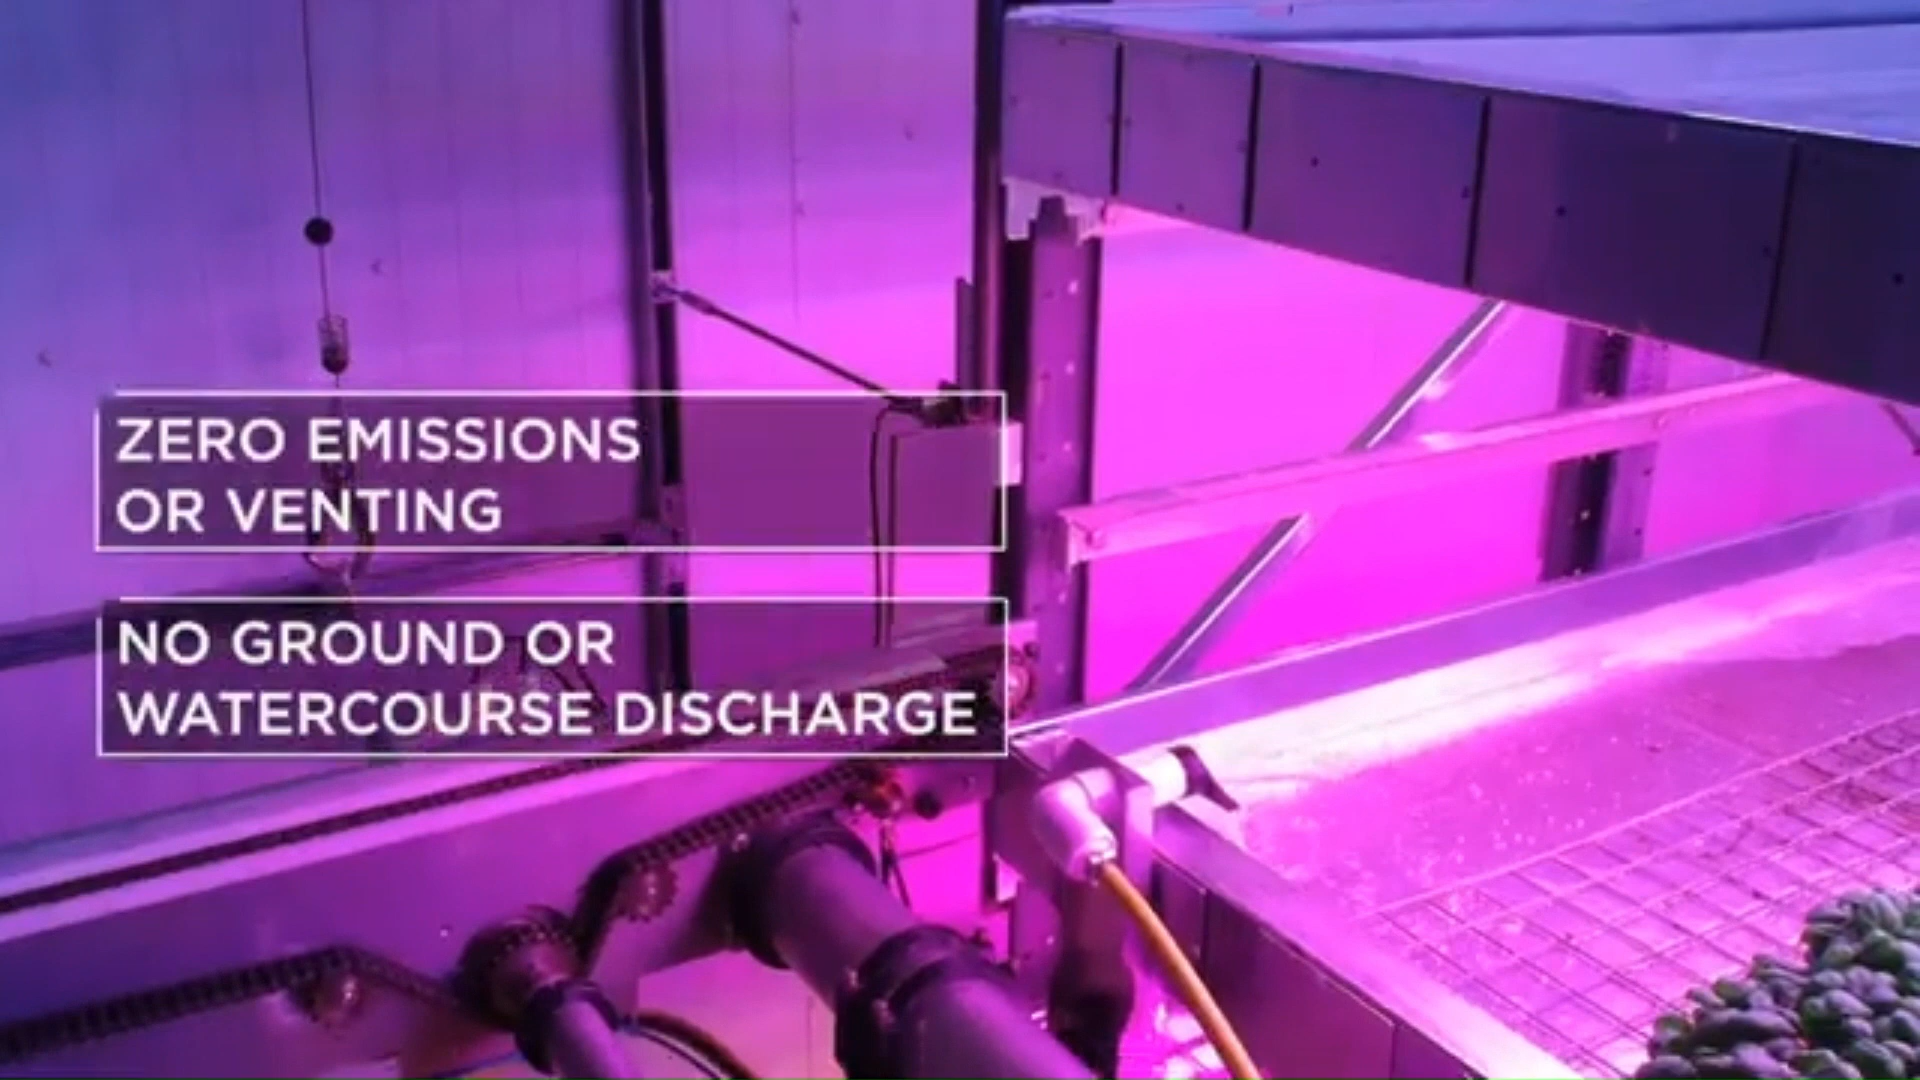 ZERO EMISSIONS
OR VENTING
NO GROUND OR
WATERCOURSE DISCHARGE